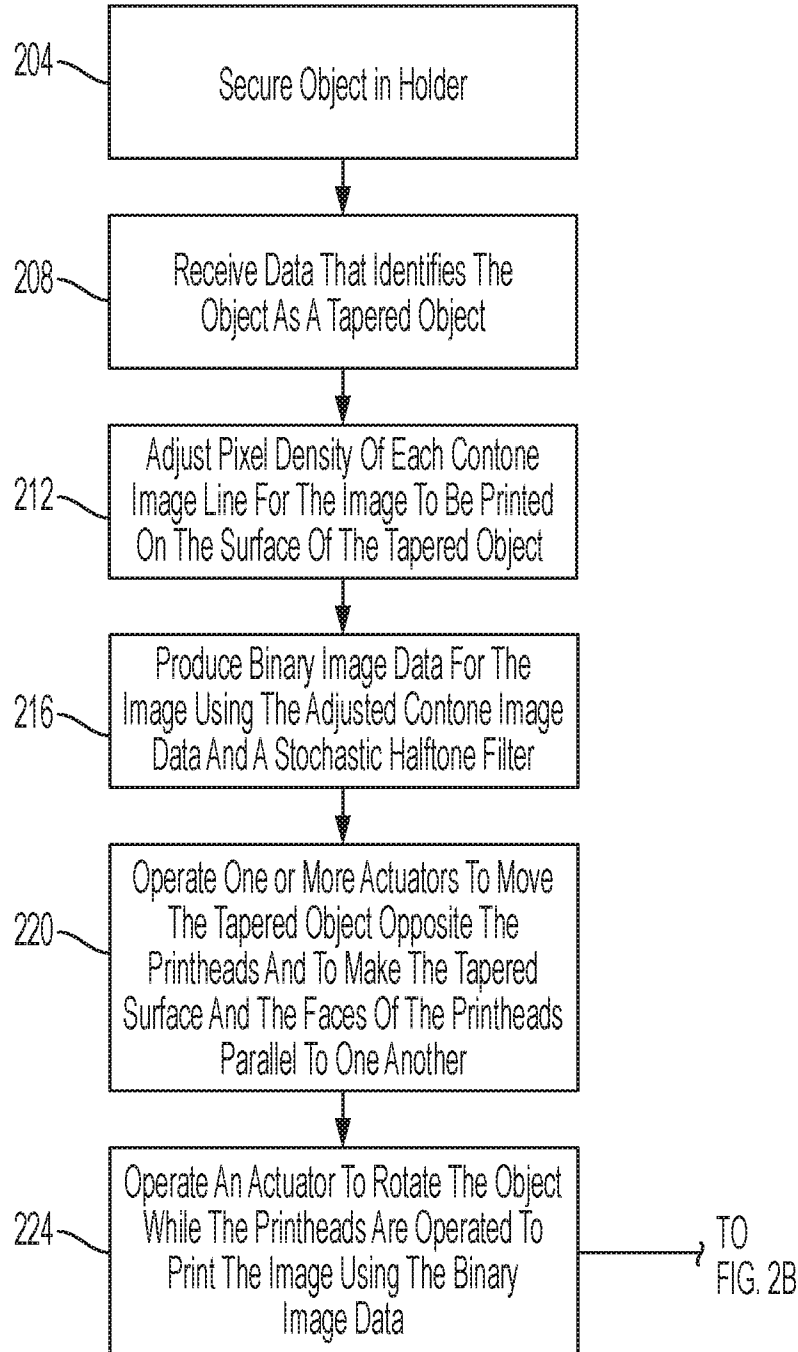 204
Secure Object in Holder
208
Receive Data That Identifies The
Object As A Tapered Object
212
Adjust Pixel Density Of Each Contone
Image Line For The Image To Be Printed
On The Surface Of The Tapered Object
216
Produce Binary Image Data For The
Image Using The Adjusted Contone Image
Data And A Stochastic Halftone Filter
220
Operate One or More Actuators To Move
The Tapered Object Opposite The
Printheads And To Make The Tapered
Surface And The Faces Of The Printheads
Parallel To One Another
224
Operate An Actuator To Rotate The Object
While The Printheads Are Operated To
Print The Image Using The Binary
Image Data
TO
FIG. 2B